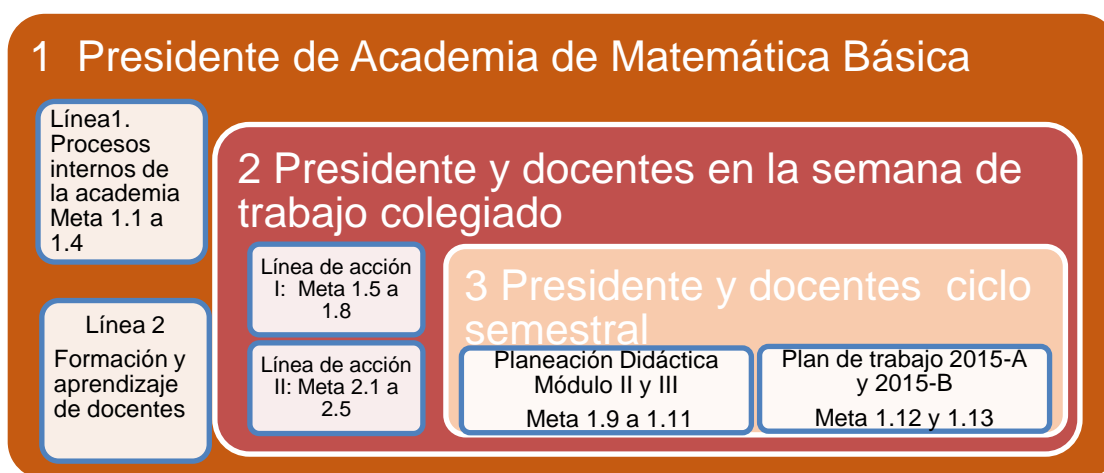 1 Presidente de Academia de Matemática Básica
Línea1.
Procesos
internos de
la academia
Meta 1.1 a
1.4
Línea 2
Formación y
aprendizaje
de docentes
2 Presidente y docentes en la semana de
trabajo colegiado
Línea de acción
I: Meta 1.5 a
1.8
Línea de acción
II: Meta 2.1 a
2.5
3 Presidente y docentes ciclo
semestral
Planeación Didáctica
Módulo II y III
Meta 1.9 a 1.11
Plan de trabajo 2015-A
y 2015-B
Meta 1.12 y 1.13